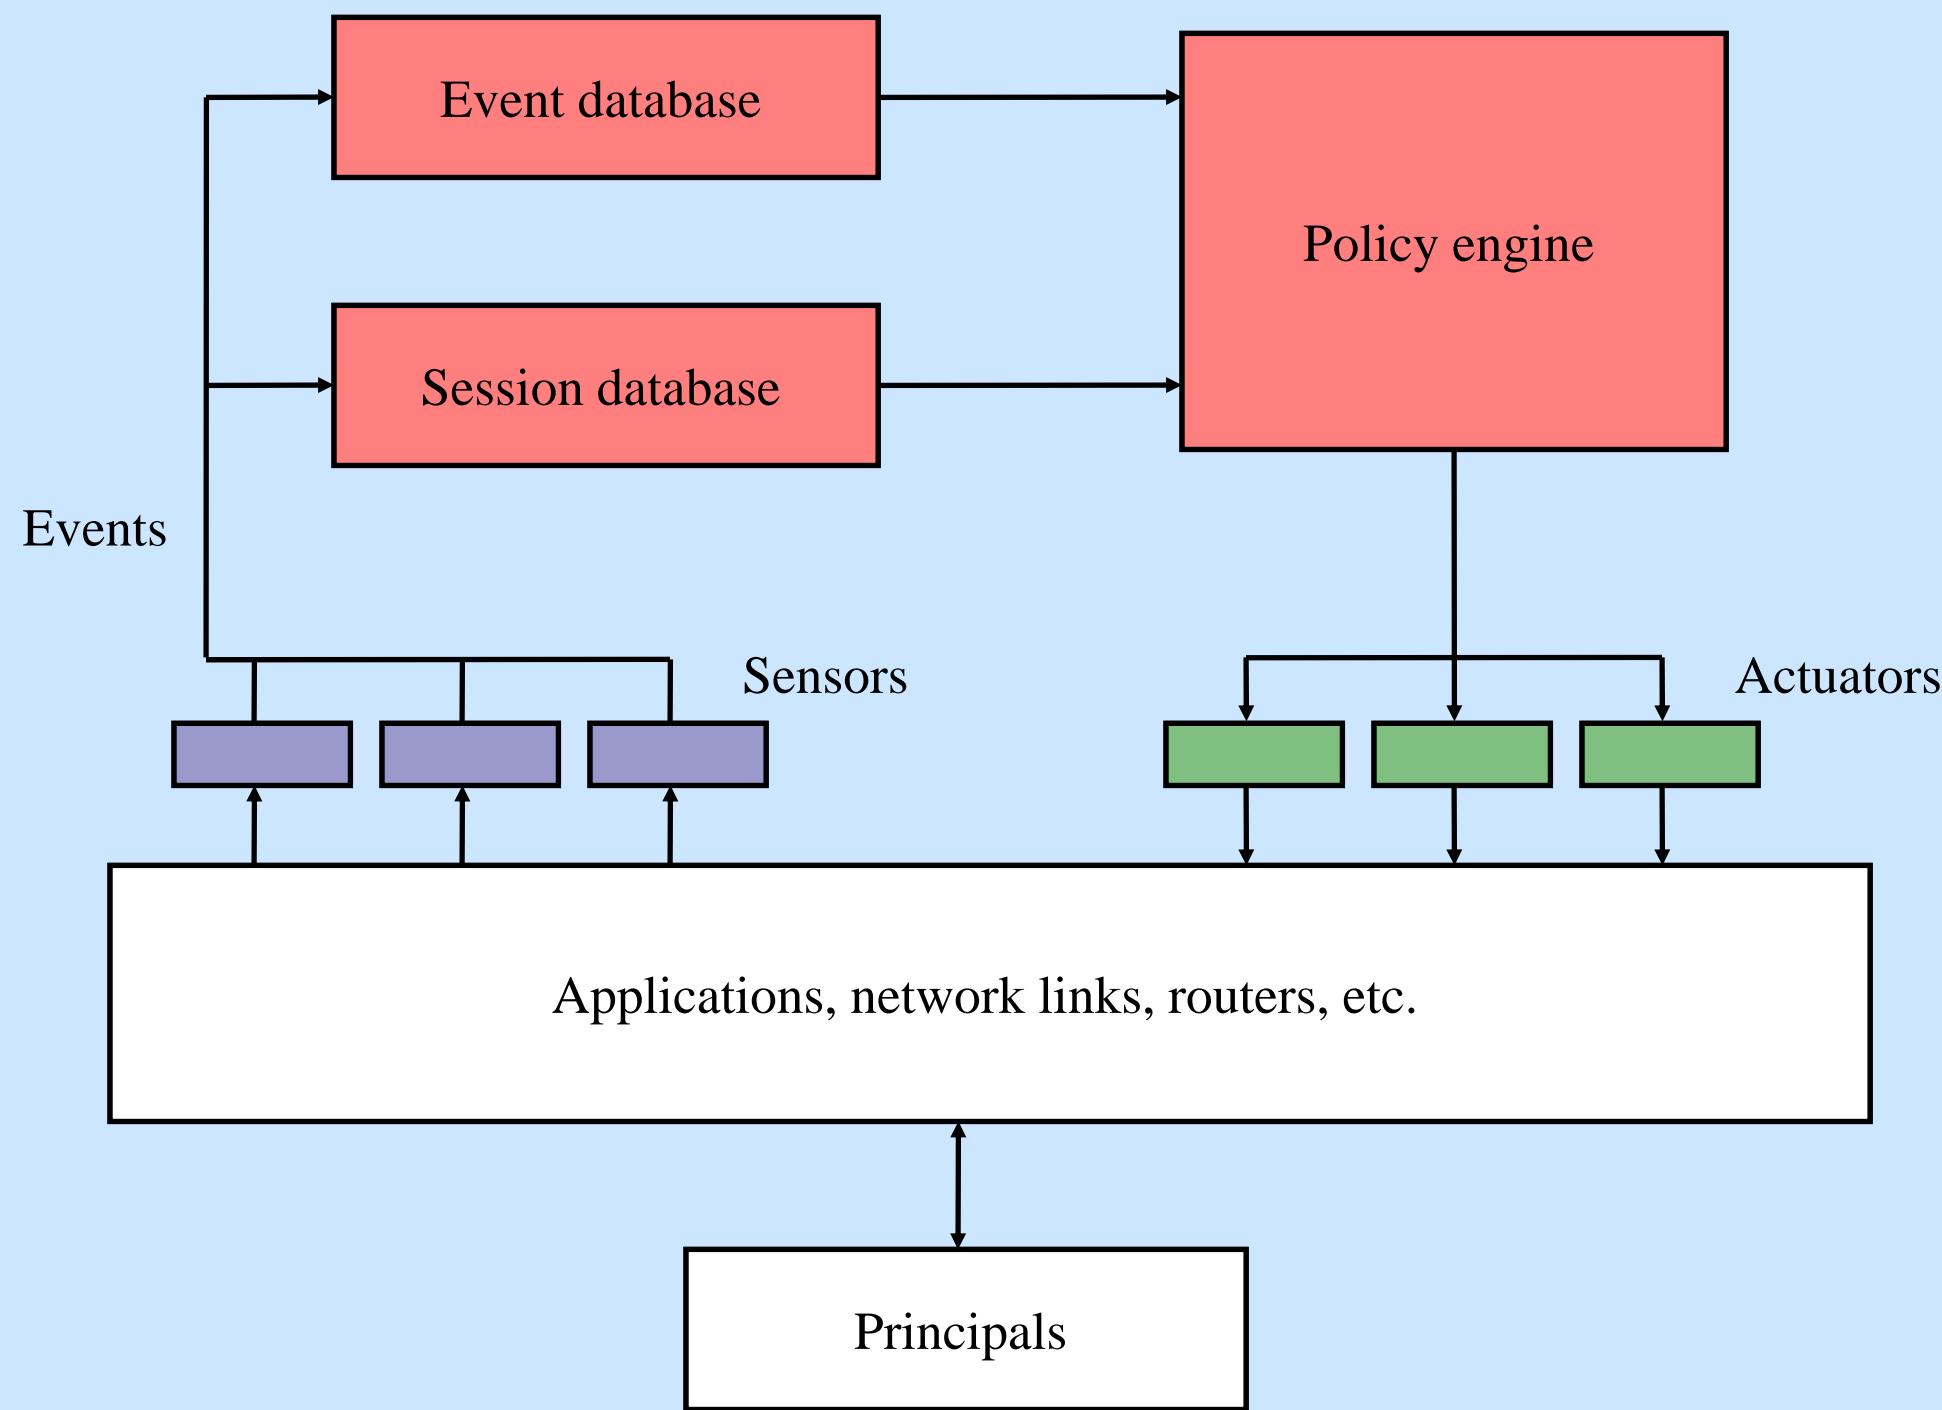 Event database
Policy engine
Session database
Events
Sensors
Actuators
Applications, network links, routers, etc.
Principals